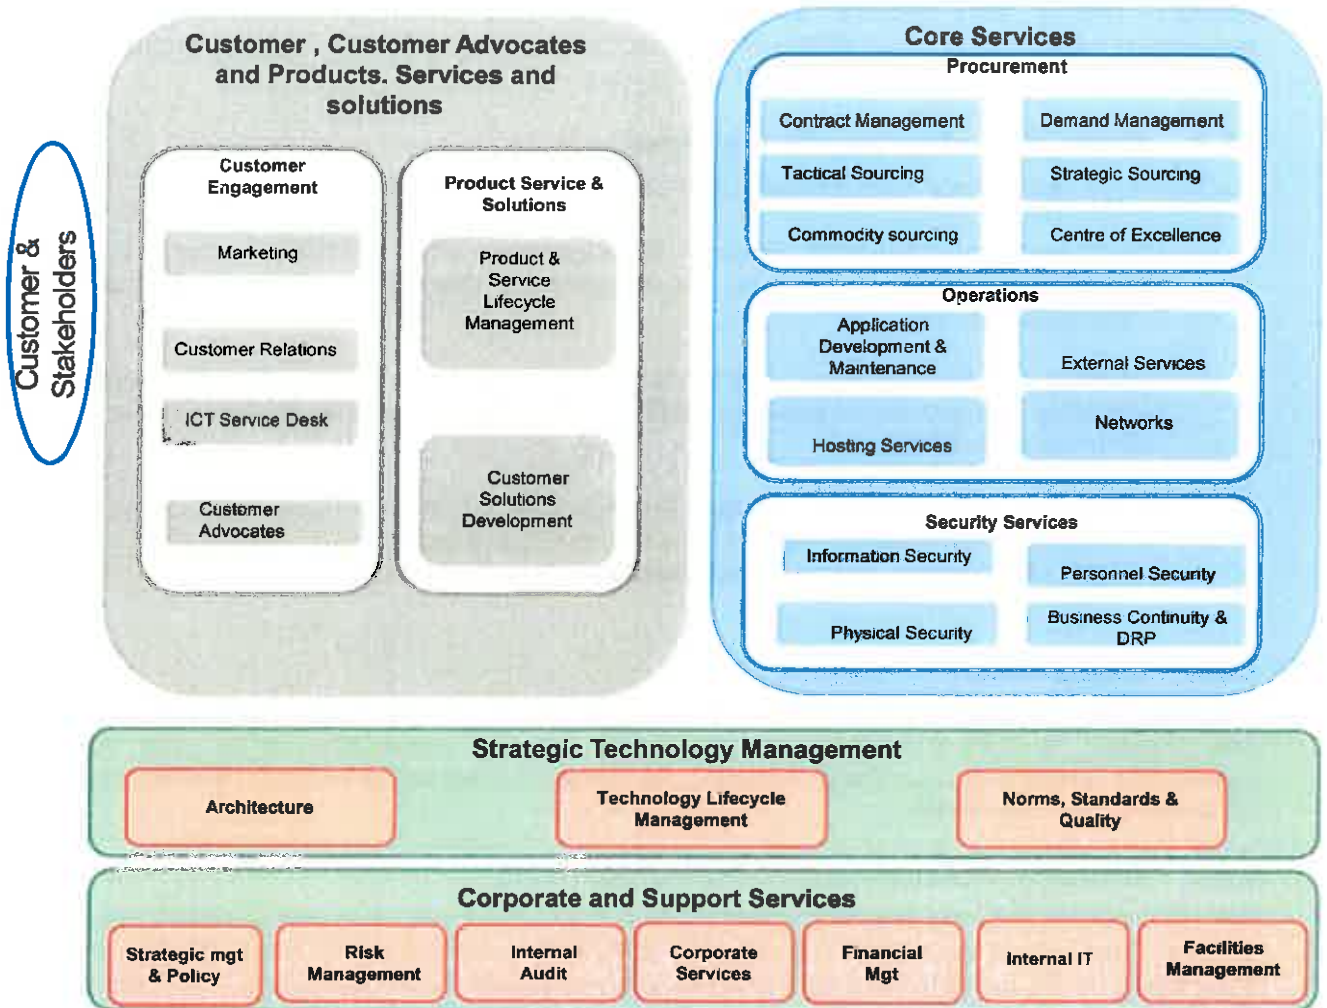 Customer , Customer Advocates
and Products. Services and
solutions
Customer &
Stakeholders
Customer
Engagement
Marketing
Customer Relations
ICT Service Desk
Customer
Advocates
Product Service &
Solutions
Product &
Service
Lifecycle
Management
Customer
Solutions
Development
Core Services
Procurement
Contract Management
Demand Management
Tactical Sourcing
Strategic Sourcing
Commodity sourcing
Centre of Excellence
Operations
Application
Development &
Maintenance
External Services
Hosting Services
Networks
Security Services
Information Security
Personnel Security
Physical Security
Business Continuity &
DRP
Strategic Technology Management
Architecture
Technology Lifecycle
Management
Norms, Standards &
Quality
Corporate and Support Services
Strategic mgt
& Policy
Risk
Management
Internal
Audit
Corporate
Services
Financial
Mgt
Internal IT
Facilities
Management